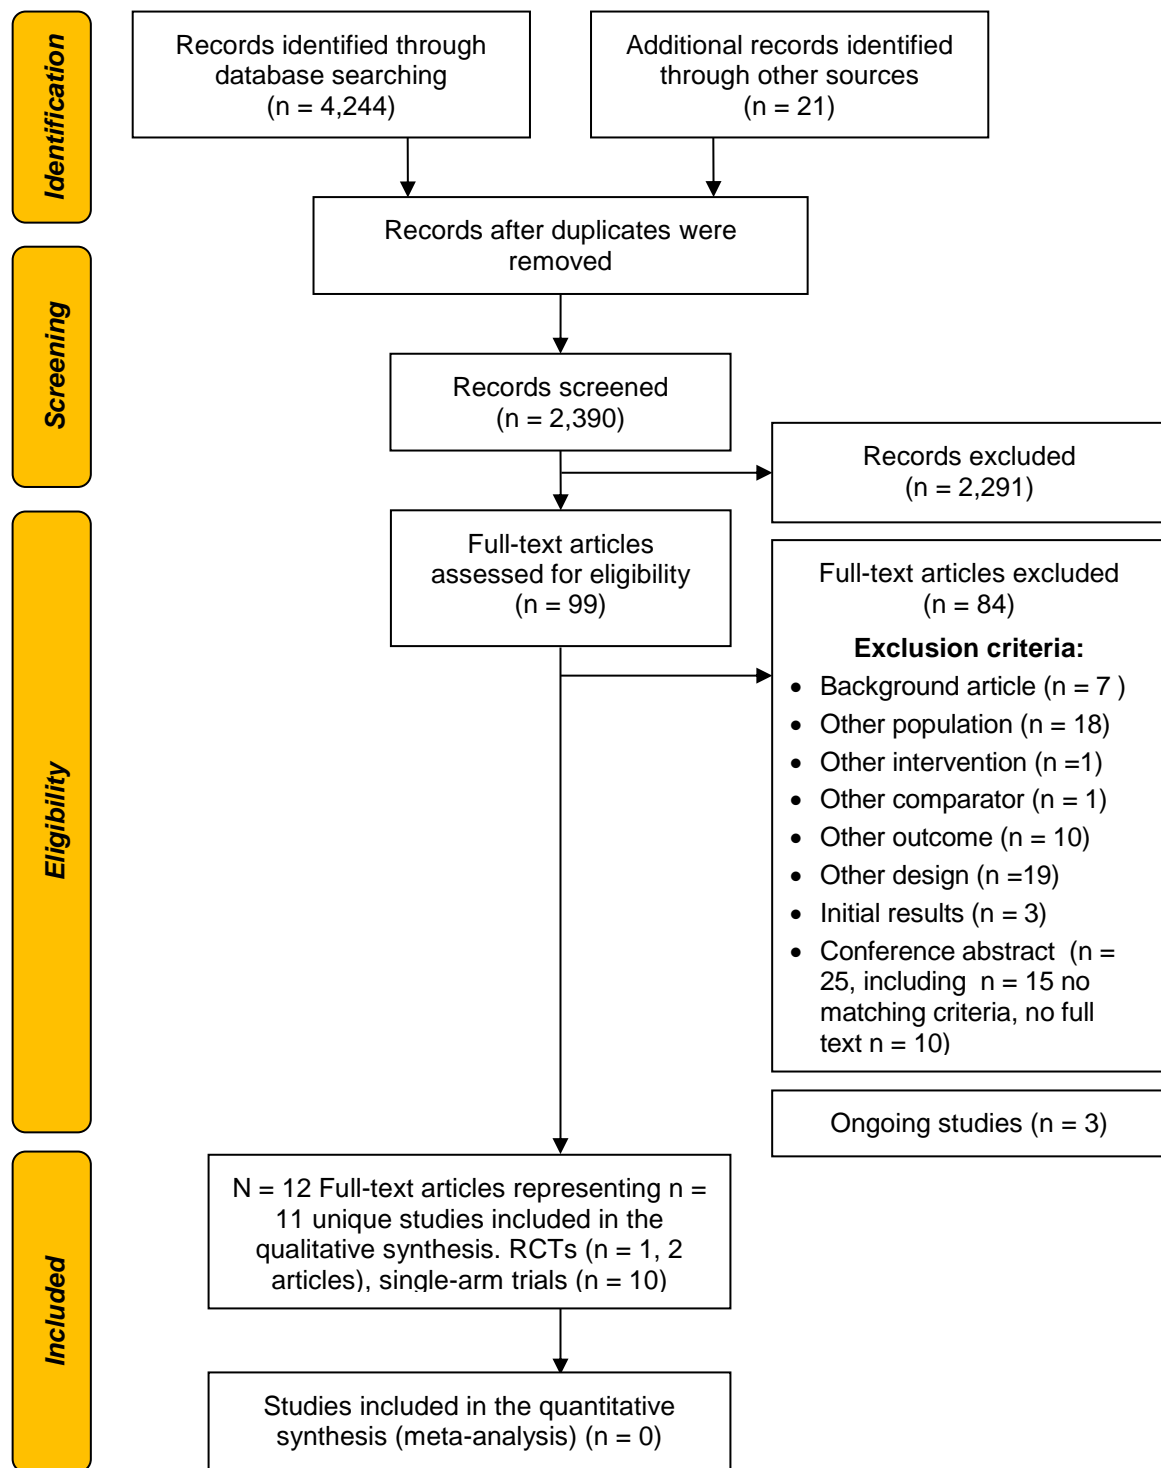 Identification
Records identified through
database searching
(n = 4,244)
Additional records identified
through other sources
(n = 21)
Records after duplicates were
removed
Screening
Records screened
(n = 2,390)
Records excluded
(n = 2,291)
Eligibility
Full-text articles
assessed for eligibility
(n = 99)
Full-text articles excluded
(n = 84)
Exclusion criteria:
• Background article (n = 7 )
• Other population (n = 18)
• Other intervention (n =1)
• Other comparator (n = 1)
• Other outcome (n = 10)
• Other design (n =19)
• Initial results (n = 3)
• Conference abstract  (n =
25, including  n = 15 no
matching criteria, no full
text n = 10)
Ongoing studies (n = 3)
Included
N = 12 Full-text articles representing n =
11 unique studies included in the
qualitative synthesis. RCTs (n = 1, 2
articles), single-arm trials (n = 10)
Studies included in the quantitative
synthesis (meta-analysis) (n = 0)